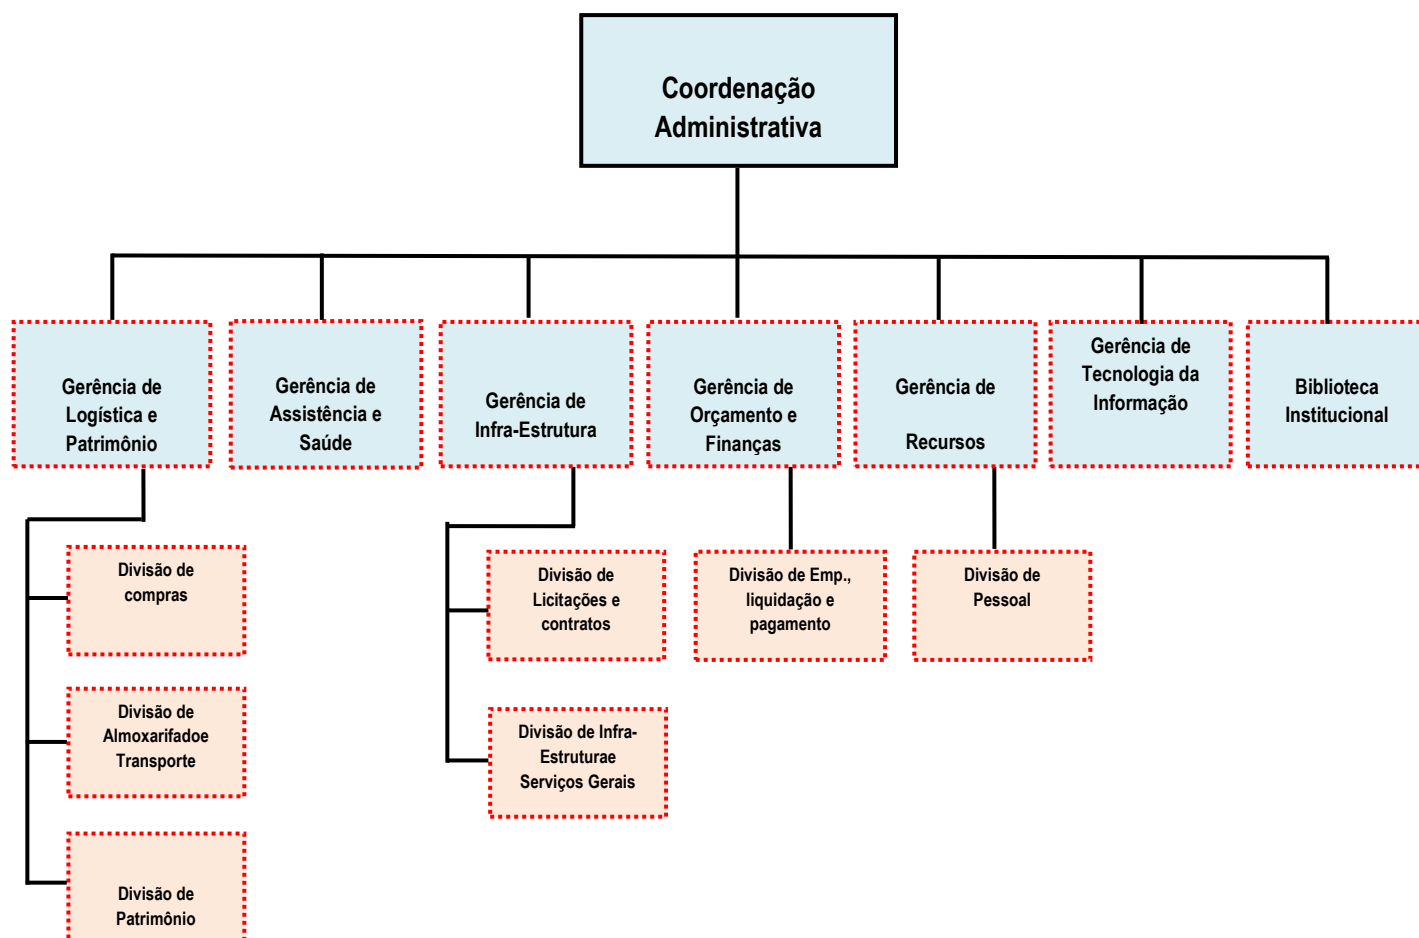 Coordenação
Administrativa
Gerência de
Logística e
Patrimônio
Gerência de
Assistência e
Saúde
Gerência de
Infra-Estrutura
Gerência de
Orçamento e
Finanças
Gerência de
Recursos
Gerência de
Tecnologia da
Informação
Biblioteca
Institucional
Divisão de
compras
Divisão de
Almoxarifadoe
Transporte
Divisão de
Patrimônio
Divisão de
Licitações e
contratos
Divisão de Infra-
Estruturae
Serviços Gerais
Divisão de Emp.,
liquidação e
pagamento
Divisão de
Pessoal